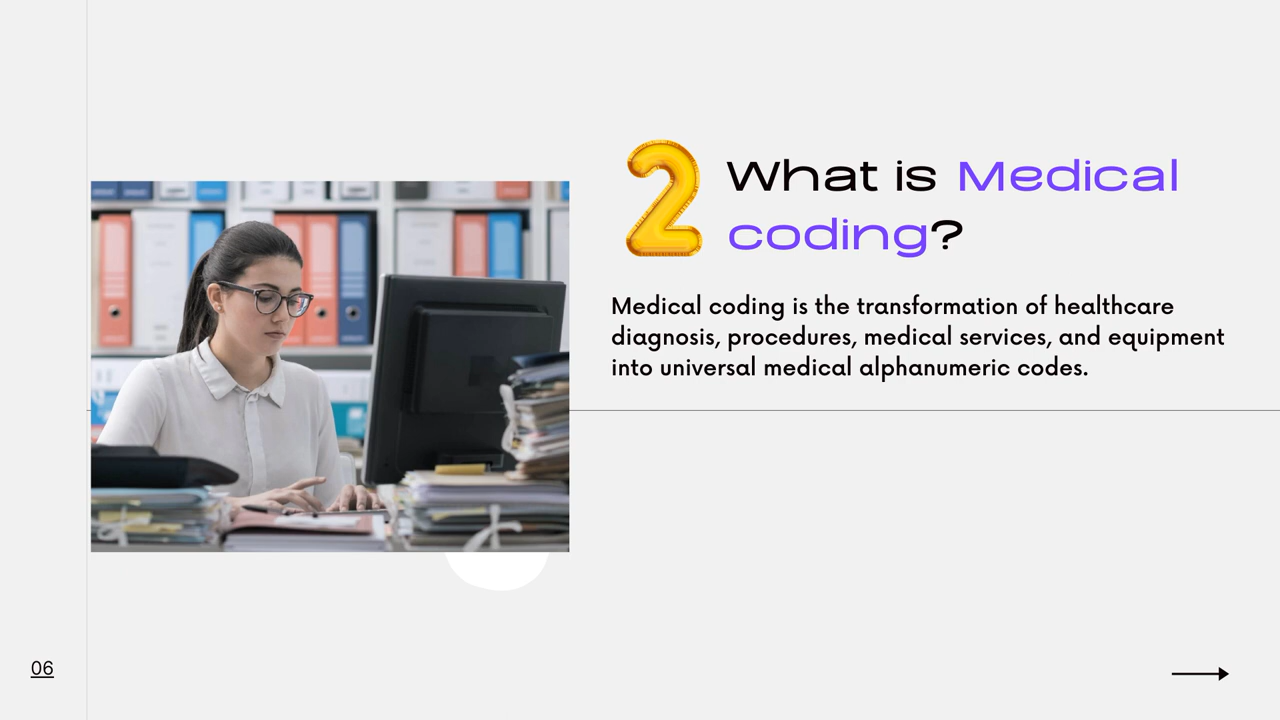 2
What is Medical
coding?
Medical coding is the transformation of healthcare
diagnosis, procedures, medical services, and equipment
into universal medical alphanumeric codes.
06